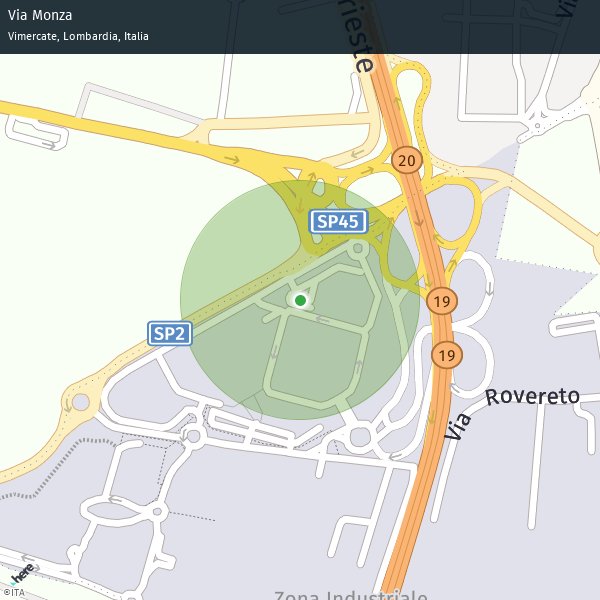 Via Monza
Vimercate, Lombardia, Italia
rieste
Via
20
SP45
19
SP2
19
Rovereto
Via
here
©ITA
Zona Industriale